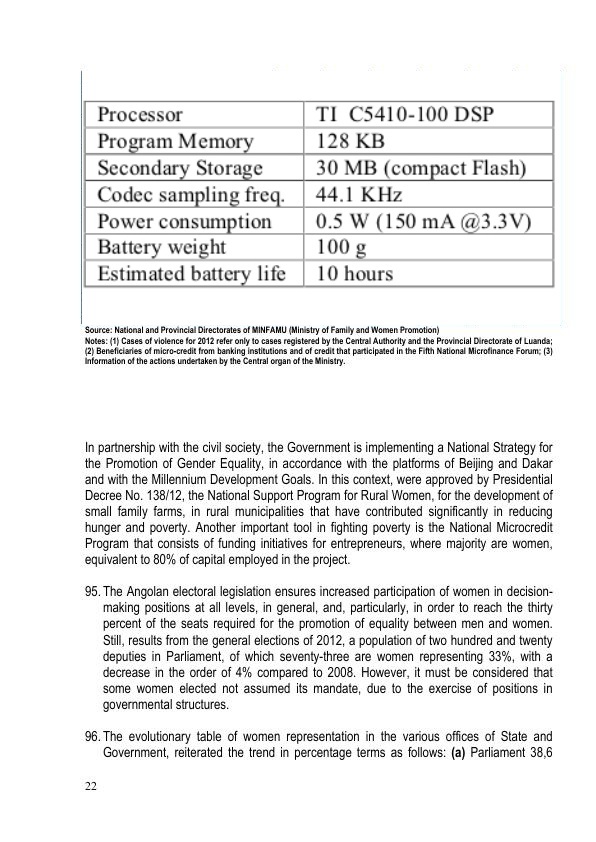 Processor TI C5410-100 DSP
Program Memory 128 KB
Secondary Storage 30 MB (compact Flash)
Codec sampling freq. 44.1 KHz
Power consumption 0.5 W (150 mA @3.3V)
Battery weight 100 g
Estimated battery life 10 hours
Source: National and Provincial Directorates of MINFAMU (Ministry of Family and Women Promotion)
Notes: (1) Cases of violence for 2012 refer only to cases registered by the Central Authority and the Provincial Directorate of Luanda;
(2) Beneficiaries of micro-credit from banking institutions and of credit that participated in the Fifth National Microfinance Forum; (3)
Information of the actions undertaken by the Central organ of the Ministry.
In partnership with the civil society, the Government is implementing a National Strategy for
the Promotion of Gender Equality, in accordance with the platforms of Beijing and Dakar
and with the Millennium Development Goals. In this context, were approved by Presidential
Decree No. 138/12, the National Support Program for Rural Women, for the development of
small family farms, in rural municipalities that have contributed significantly in reducing
hunger and poverty. Another important tool in fighting poverty is the National Microcredit
Program that consists of funding initiatives for entrepreneurs, where majority are women,
equivalent to 80% of capital employed in the project.
95. The Angolan electoral legislation ensures increased participation of women in decision-
making positions at all levels, in general, and, particularly, in order to reach the thirty
percent of the seats required for the promotion of equality between men and women.
Still, results from the general elections of 2012, a population of two hundred and twenty
deputies in Parliament, of which seventy-three are women representing 33%, with a
decrease in the order of 4% compared to 2008. However, it must be considered that
some women elected not assumed its mandate, due to the exercise of positions in
governmental structures.
96. The evolutionary table of women representation in the various offices of State and
Government, reiterated the trend in percentage terms as follows: (a) Parliament 38,6
22